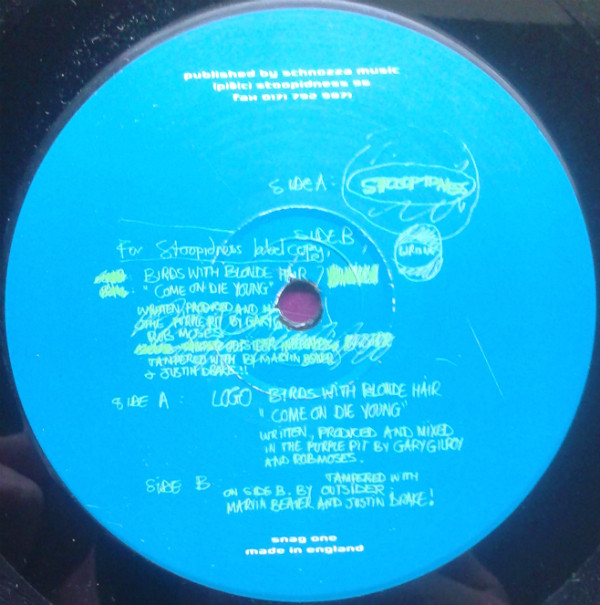 published by schnozza music
(p)&(c) stoopidness 95
fax 0171 792 9871
SIDE A:
STOOPIDNESS
SIDE B
For Stoopidness label copy,
BIRDS WITH BLONDE HAIR
"COME ON DIE YOUNG"
WRITTEN, PRODUCED AND
THE PURPLE PIT BY GARY
ROB MOSES.
TAMPERED WITH BY MARTIN BEAVER
& JUSTIN DRAKE!!
SIDE A: LOGO BIRDS WITH BLONDE HAIR
"COME ON DIE YOUNG"
WRITTEN, PRODUCED AND MIXED
IN THE PURPLE PIT BY GARY GILROY
AND ROB MOSES.
SIDE B TAMPERED WITH
ON SIDE B. BY OUTSIDER
MARTIN BEAVER AND JUSTIN DRAKE!
snag one
made in england